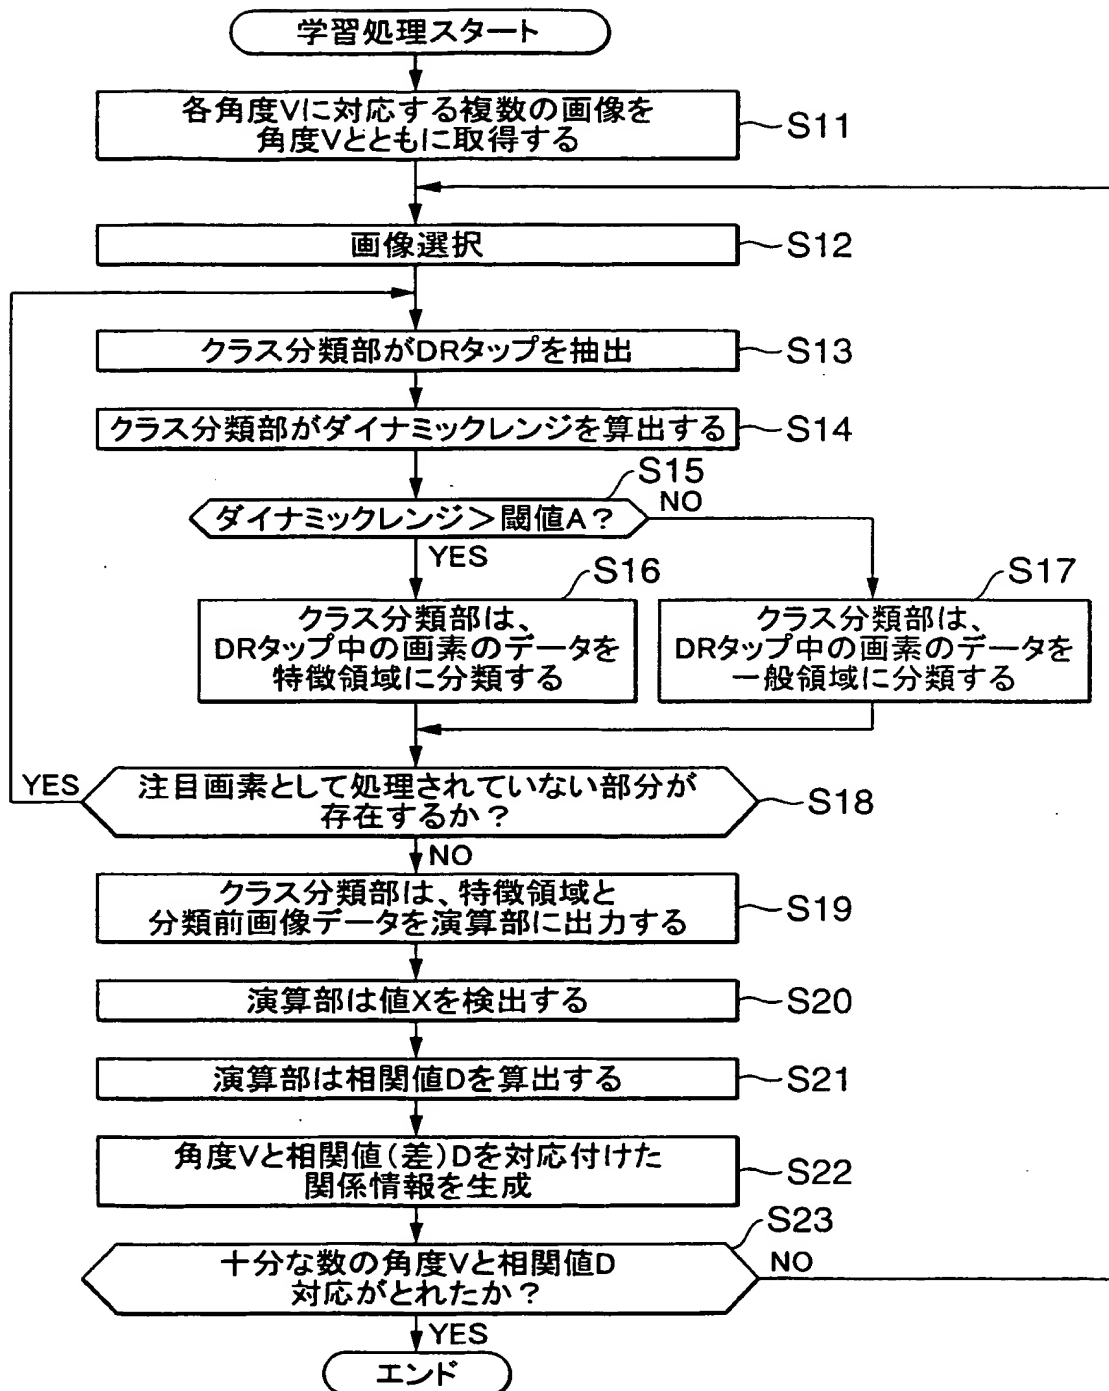 学習処理スタート
各角度Vに対応する複数の画像を
角度Vとともに取得する
S11
画像選択
S12
クラス分類部がDRタップを抽出
S13
クラス分類部がダイナミックレンジを算出する
S14
S15
ダイナミックレンジ＞閾値A？
NO
YES
S16
クラス分類部は、
DRタップ中の画素のデータを
特徴領域に分類する
S17
クラス分類部は、
DRタップ中の画素のデータを
一般領域に分類する
YES
注目画素として処理されていない部分が
存在するか？
S18
NO
クラス分類部は、特徴領域と
分類前画像データを演算部に出力する
S19
演算部は値Xを検出する
S20
演算部は相関値Dを算出する
S21
角度Vと相関値(差)Dを対応付けた
関係情報を生成
S22
S23
十分な数の角度Vと相関値D
対応がとれたか？
NO
YES
エンド